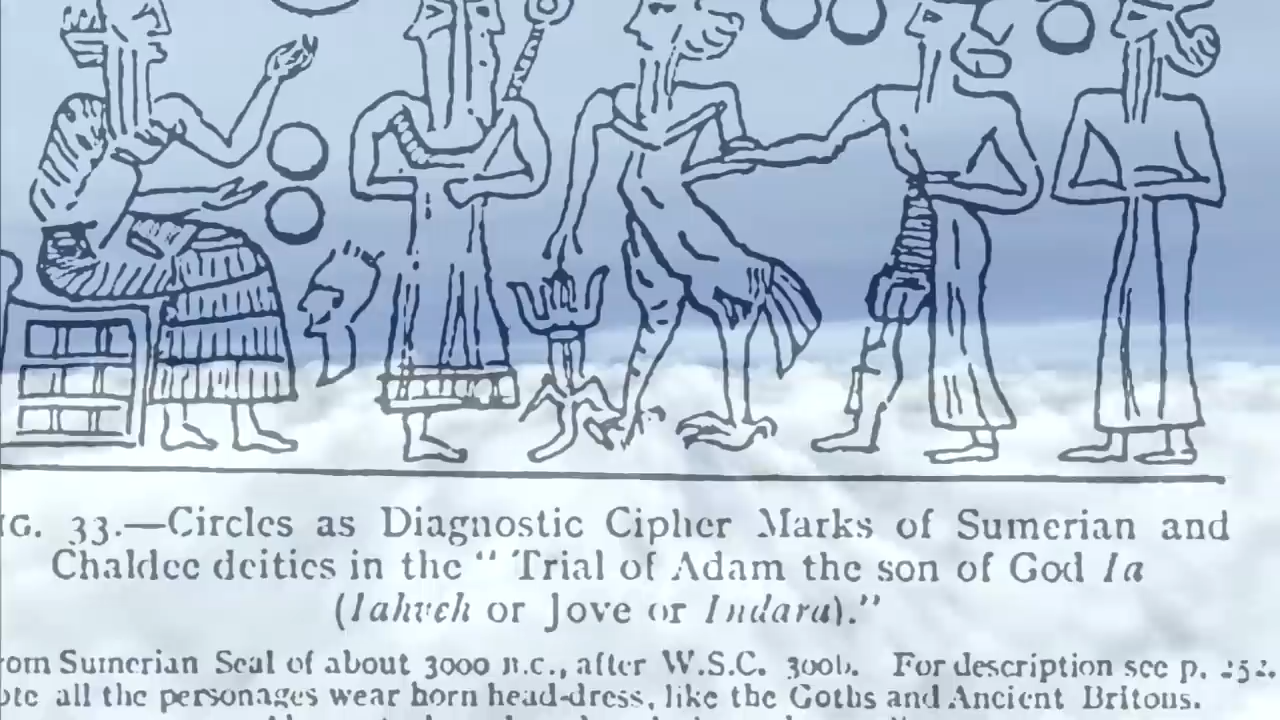 G. 33.—Circles as Diagnostic Cipher Marks of Sumerian and
Chaldee deities in the “ Trial of Adam the son of God Ia
(Iahveh or Jove or Indara).”
om Sumerian Seal of about 3000 B.C., after W.S.C. 300b. For description see p.
ote all the personages wear horn head-dress, like the Goths and Ancient Britons.